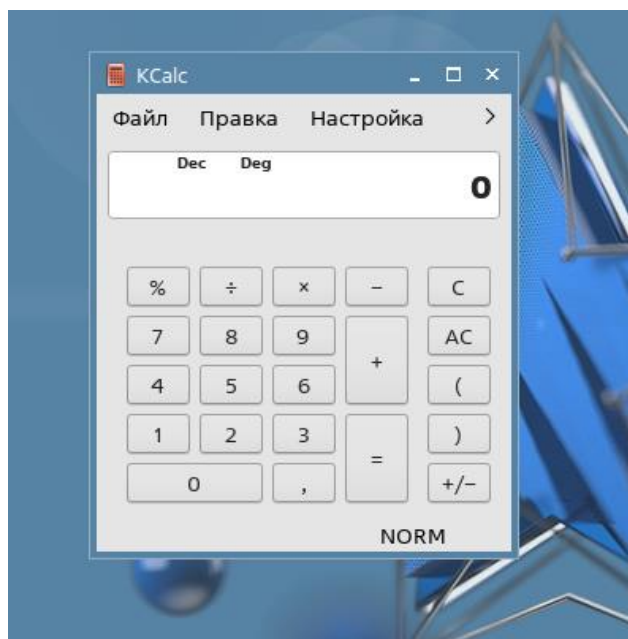 KCalc
Файл Правка Настройка >
Dec Deg
0
% ÷ × − C
7 8 9 + AC
4 5 6 (
1 2 3 = )
0 , +/−
NORM